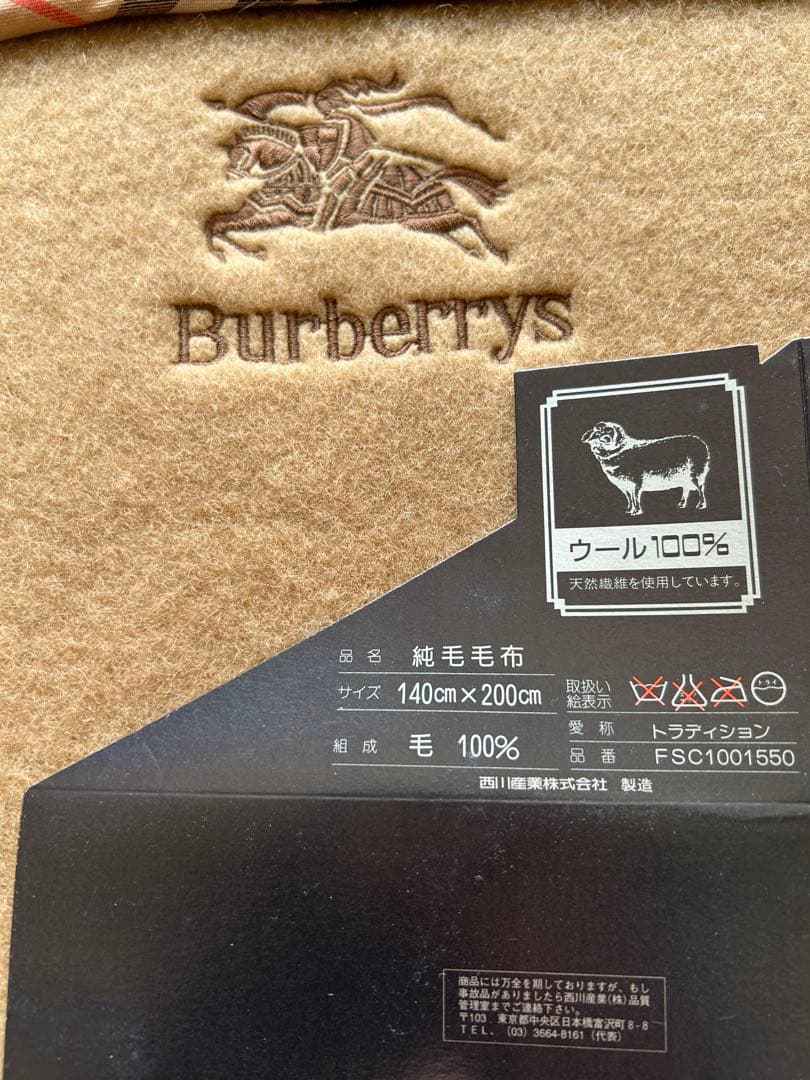 Burberrys
ウール100%
天然繊維を使用しています。
品名 純毛毛布
サイズ 140cm×200cm
組成 毛 100%
取扱い
絵表示
ドライ
愛称 トラディション
品番 FSC1001550
西川産業株式会社 製造
商品には万全を期しておりますが、もし
事故品がありましたら西川産業(株)品質
管理室までご連絡下さい。
〒103 東京都中央区日本橋富沢町8-8
TEL. (03) 3664-8161(代表)